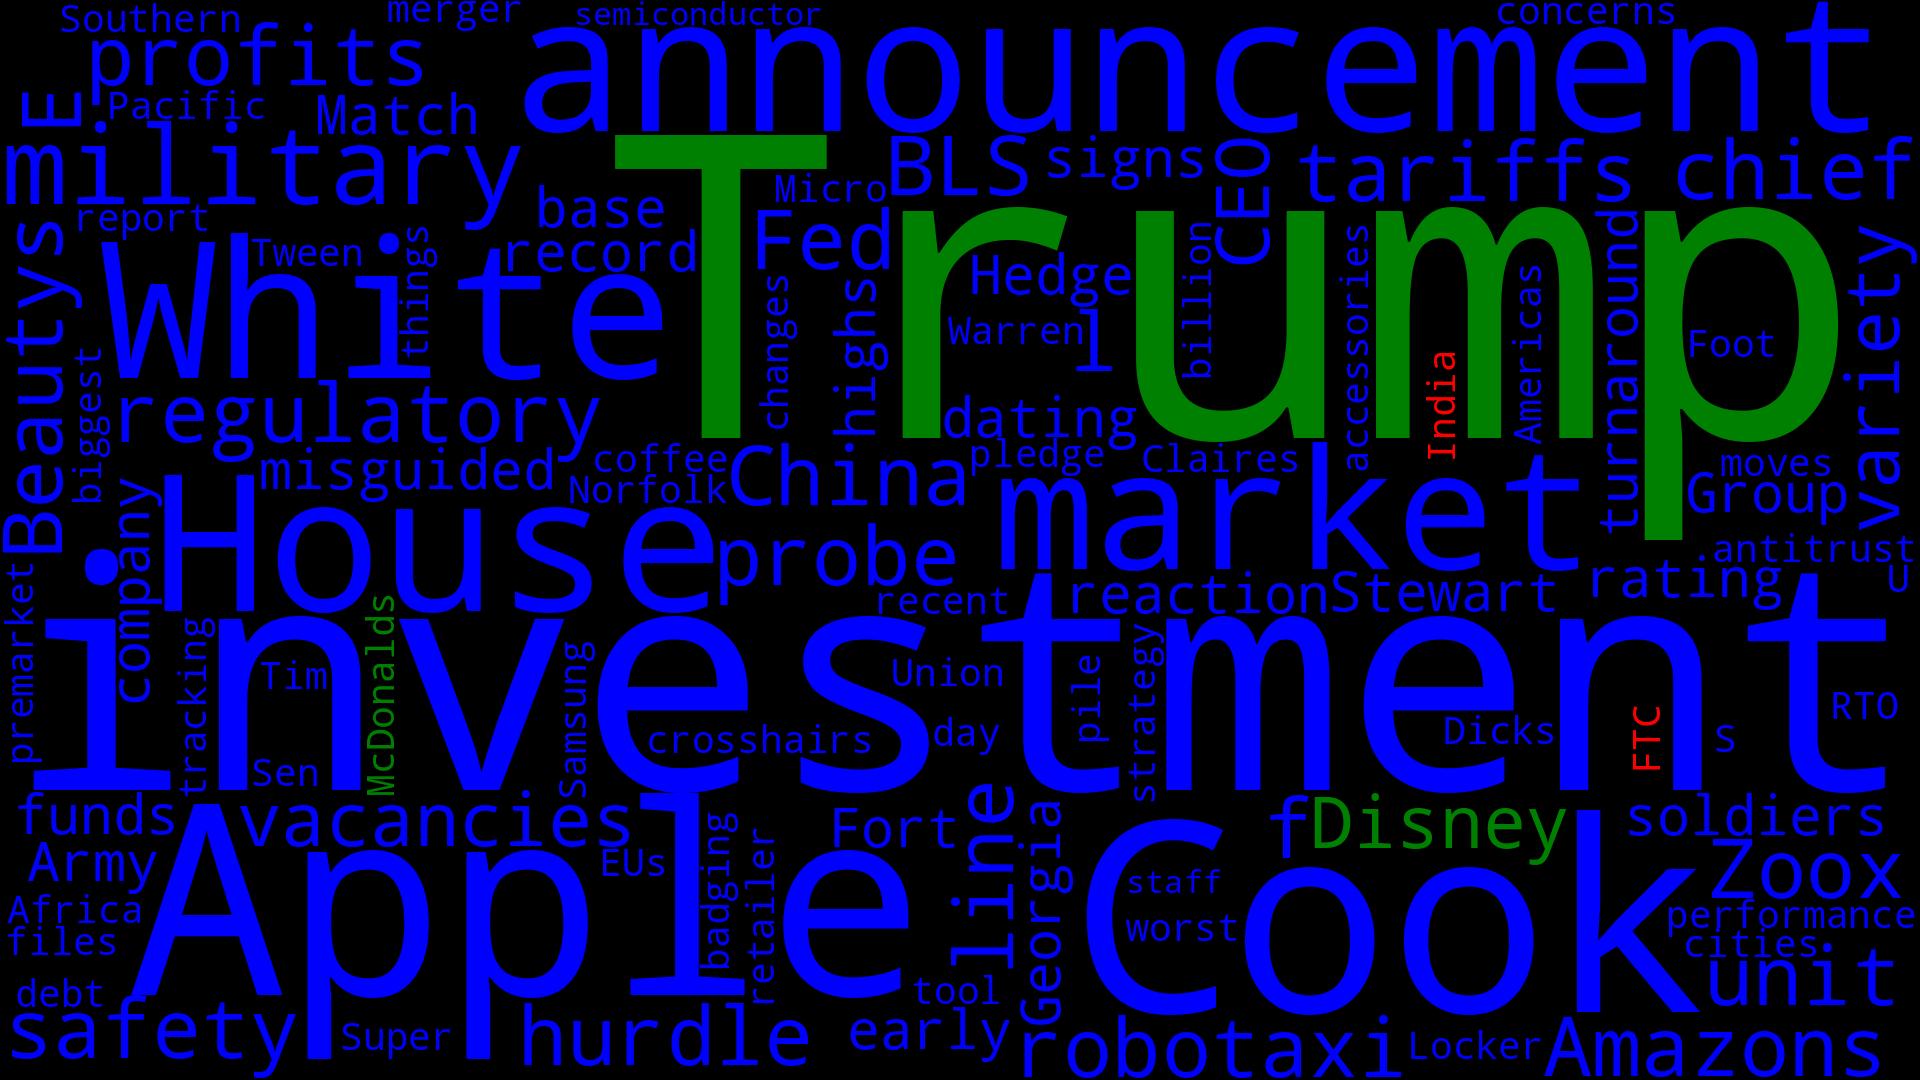 Southern
merger
semiconductor
concerns
profits
announcement
E
Pacific
Match
military
BLS
signs
CEO
tariffs
chief
Trump
Micro
base
report
Fed
Beautys
White
Tween
things
record
Hedge
og
l
billion
accessories
Americas
turnaround
variety
changes
highs
Warren
India
Foot
biggest
regulatory
dating
misguided
coffee
Norfolk
China
pledge
Claires
market
moves
Group
company
House
probe
.antitrust
premarket
recent
reaction
Stewart
rating
U
investment
tracking
Tim
McDonalds
Samsung
Union
pile
strategy
RTO
crosshairs
day
Dicks
FTC
S
Sen
funds
vacancies
Fort
line
Georgia
f
Disney
soldiers
Army
Apple
EUs
badging
retailer
Cook
staff
Zoox
Africa
worst
performance
files
cities
debt
tool
unit
safety
Super
hurdle
early
robotaxi
Locker
Amazons